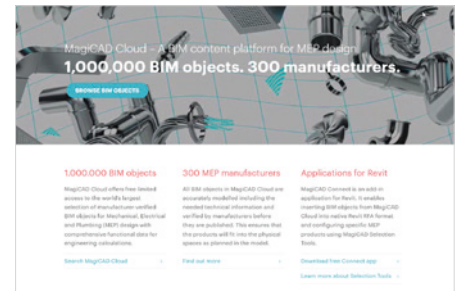 MagiCAD Cloud – A BIM content platform for MEP design
1,000,000 BIM objects. 300 manufacturers.
BROWSE BIM OBJECTS
1.000.000 BIM objects
MagiCAD Cloud offers free limited
access to the world's largest
selection of manufacturer verified
BIM objects for Mechanical, Electrical
and Plumbing (MEP) design with
comprehensive functional data for
engineering calculations.
Search MagiCAD Cloud
300 MEP manufacturers
All BIM objects in MagiCAD Cloud are
accurately modelled including the
needed technical information and
verified by manufacturers before
they are published. This ensures that
the products will fit into the physical
spaces as planned in the model.
Find out more
Applications for Revit
MagiCAD Connect is an add-in
application for Revit. It enables
inserting BIM objects from MagiCAD
Cloud into native Revit RFA format
and configuring specific MEP
products using MagiCAD Selection
Tools.
Download free Connect app
Learn more about Selection Tools